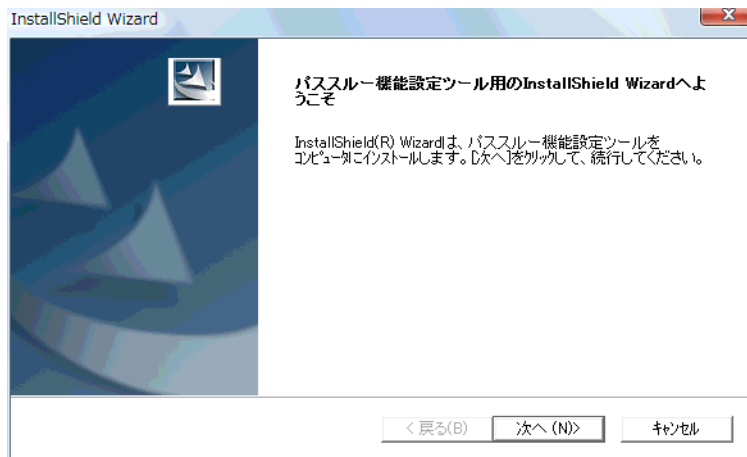 InstallShield Wizard
パススルー機能設定ツール用のInstallShield Wizardへよ
うこそ
InstallShield(R) Wizardは、パススルー機能設定ツールを
コンピュータにインストールします。[次へ]をクリックして、続行してください。
< 戻る(B)
次へ (N)>
キャンセル